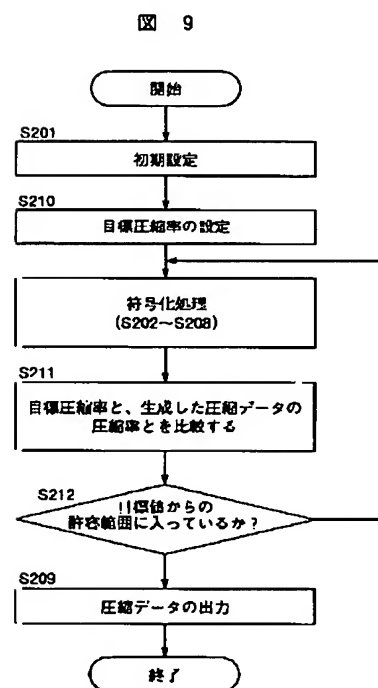 図 9
開始
S201
初期設定
S210
目標圧縮率の設定
符号化処理
(S202~S208)
S211
目標圧縮率と、生成した圧縮データの
圧縮率とを比較する
S212
目標値からの
許容範囲に入っているか?
S209
圧縮データの出力
終了